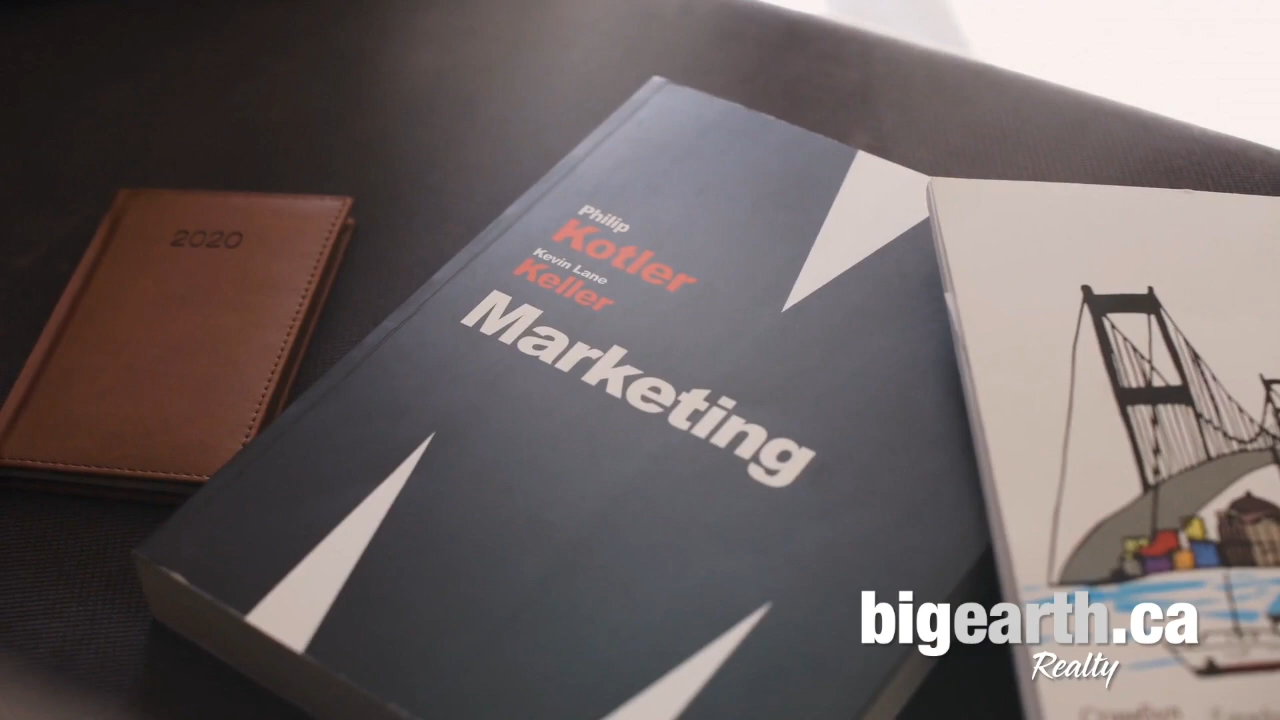 2020
Philip
Kotler
Kevin Lane
Keller
Marketing
bigearth.ca
Realty